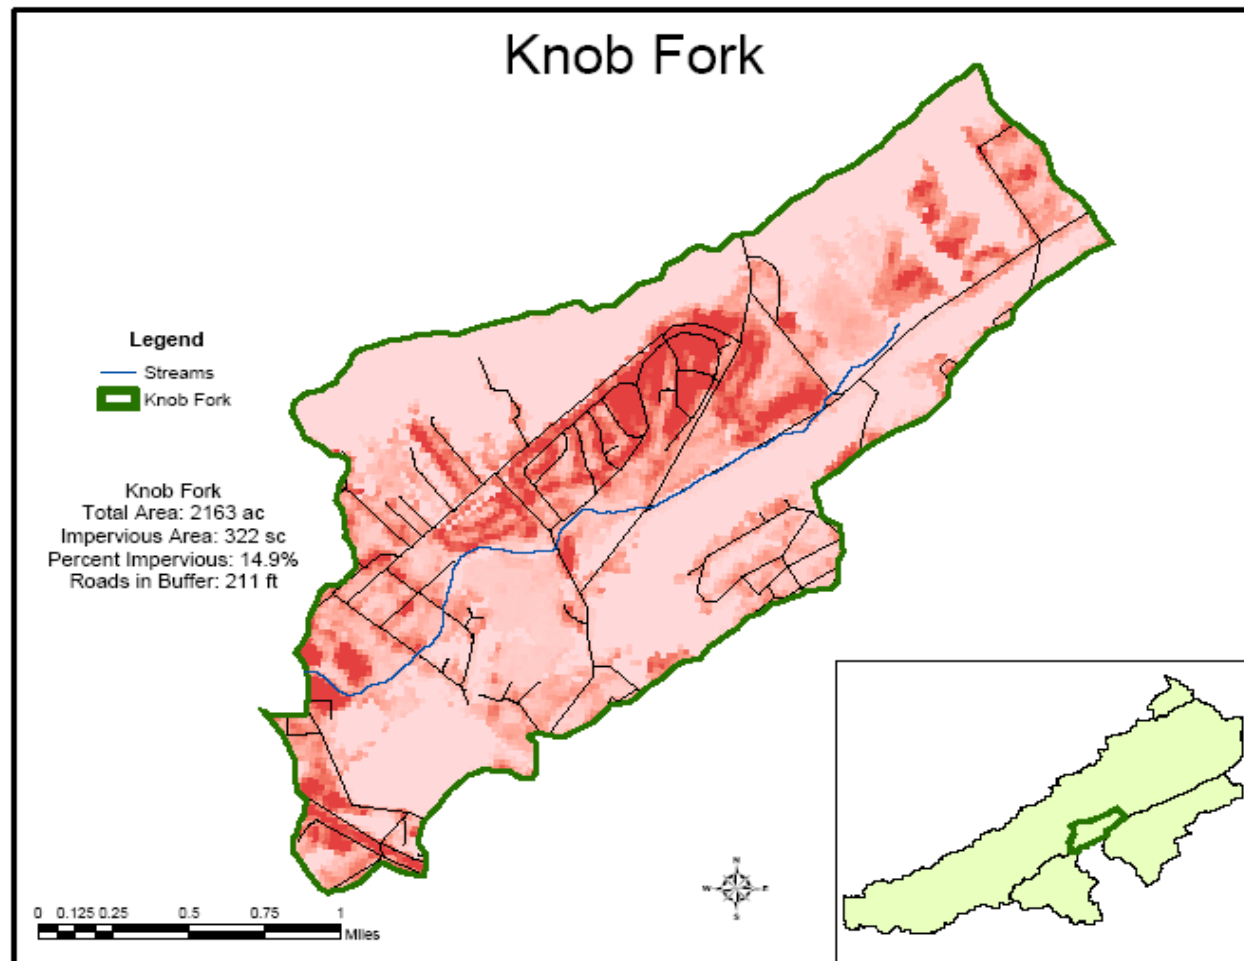 Knob Fork
Legend
Streams
Knob Fork
Knob Fork
Total Area: 2163 ac
Impervious Area: 322 sc
Percent Impervious: 14.9%
Roads in Buffer: 211 ft
N
W E
S
0 0.125 0.25 0.5 0.75 1
Miles